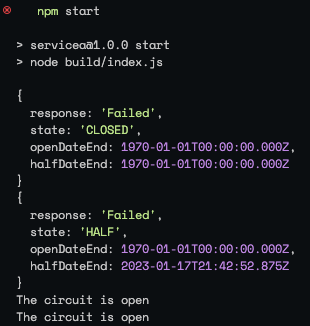 npm start
> servicea@1.0.0 start
> node build/index.js
{
response: 'Failed',
state: 'CLOSED',
openDateEnd: 1970-01-01T00:00:00.000Z,
halfDateEnd: 1970-01-01T00:00:00.000Z
}
{
response: 'Failed',
state: 'HALF',
openDateEnd: 1970-01-01T00:00:00.000Z,
halfDateEnd: 2023-01-17T21:42:52.875Z
}
The circuit is open
The circuit is open